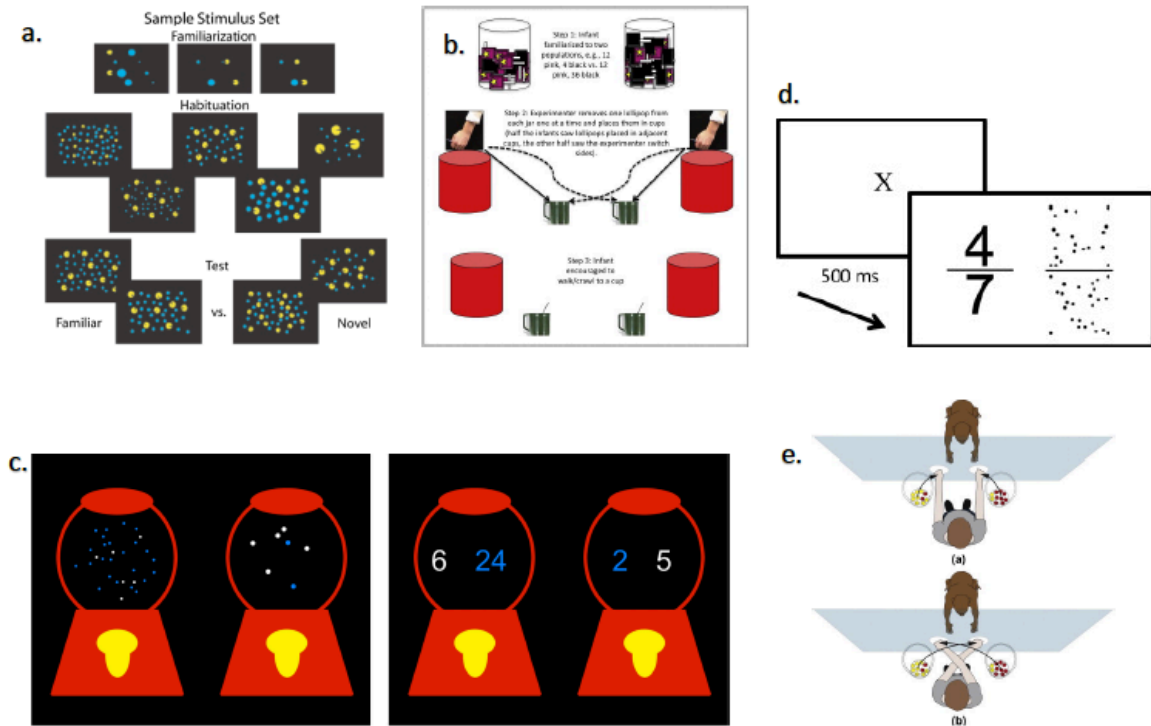 a.
Sample Stimulus Set
Familiarization
Habituation
Test
Familiar
vs.
Novel
b.
Step 1: Infant
familiarized to two
populations, e.g., 12
pink, 4 black vs. 12
pink, 36 black
Step 2: Experimenter removes one lollipop from
each jar one at a time and places them in cups
(half the infants saw lollipops placed in adjacent
cups, the other half saw the experimenter switch
sides).
Step 3: Infant
encouraged to
walk/crawl to a cup
d.
X
500 ms
4
7
c.
6 24
2 5
e.
(a)
(b)